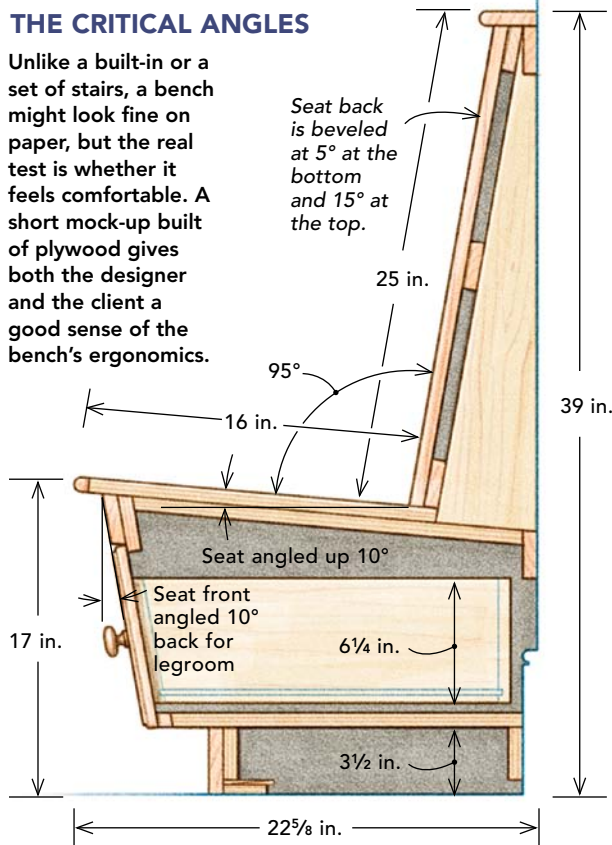 THE CRITICAL ANGLES
Unlike a built-in or a
set of stairs, a bench
might look fine on
paper, but the real
test is whether it
feels comfortable. A
short mock-up built
of plywood gives
both the designer
and the client a
good sense of the
bench's ergonomics.
Seat back
is beveled
at 5° at the
bottom
and 15° at
the top.
25 in.
95°
16 in.
39 in.
Seat angled up 10°
Seat front
angled 10°
back for
legroom
17 in.
6¼ in.
3½ in.
22⅝ in.